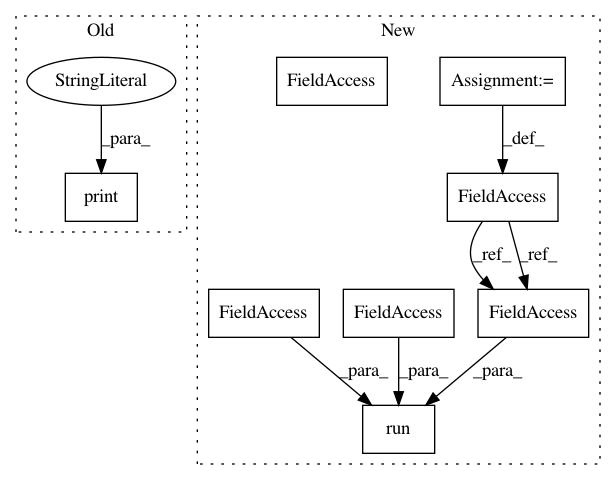 Old
New
StringLiteral
FieldAccess
Assignment:=
_para_
_def_
print
FieldAccess
_ref_
_ref_
FieldAccess
FieldAccess
FieldAccess
_para_
_para_
_para_
run